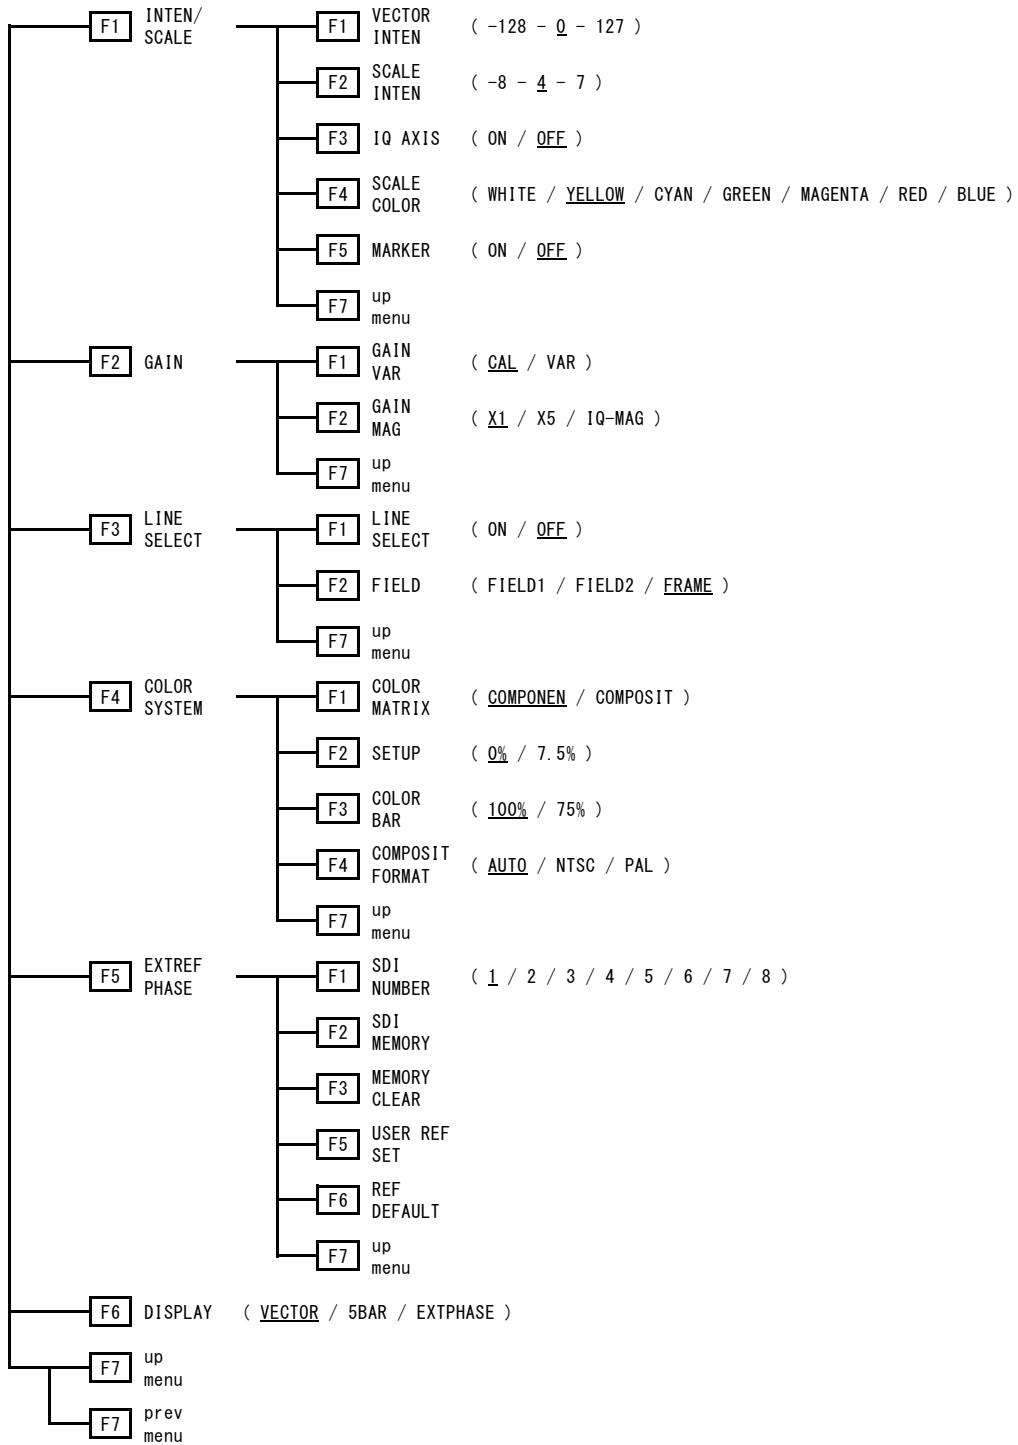 F1 INTEN/
SCALE
F1 VECTOR
INTEN ( -128 - 0 - 127 )
F2 SCALE
INTEN ( -8 - 4 - 7 )
F3 IQ AXIS ( ON / OFF )
F4 SCALE
COLOR ( WHITE / YELLOW / CYAN / GREEN / MAGENTA / RED / BLUE )
F5 MARKER ( ON / OFF )
F7 up
menu
F2 GAIN
F1 GAIN
VAR ( CAL / VAR )
F2 GAIN
MAG ( X1 / X5 / IQ-MAG )
F7 up
menu
F3 LINE
SELECT
F1 LINE
SELECT ( ON / OFF )
F2 FIELD ( FIELD1 / FIELD2 / FRAME )
F7 up
menu
F4 COLOR
SYSTEM
F1 COLOR
MATRIX ( COMPONEN / COMPOSIT )
F2 SETUP ( 0% / 7.5% )
F3 COLOR
BAR ( 100% / 75% )
F4 COMPOSIT
FORMAT ( AUTO / NTSC / PAL )
F7 up
menu
F5 EXTREF
PHASE
F1 SDI
NUMBER ( 1 / 2 / 3 / 4 / 5 / 6 / 7 / 8 )
F2 SDI
MEMORY
F3 MEMORY
CLEAR
F5 USER REF
SET
F6 REF
DEFAULT
F7 up
menu
F6 DISPLAY ( VECTOR / 5BAR / EXTPHASE )
F7 up
menu
F7 prev
menu